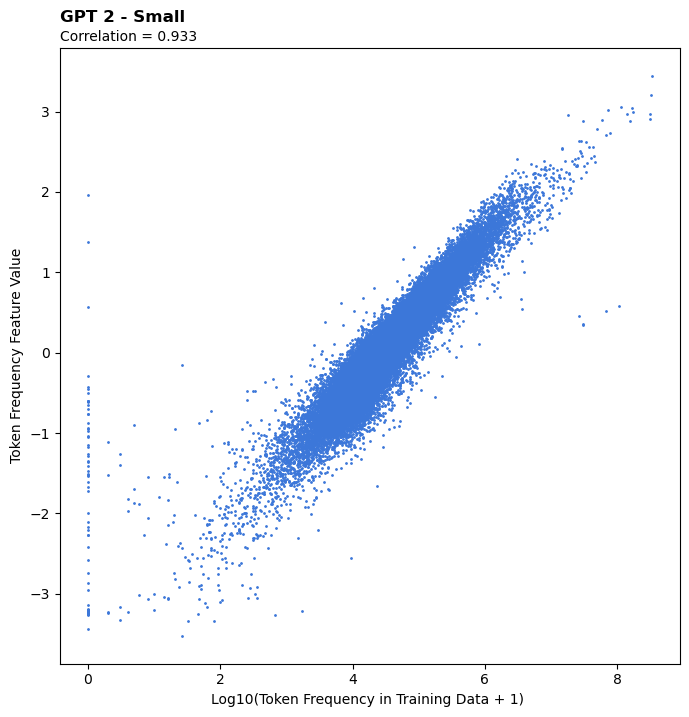 GPT 2 - Small
Correlation = 0.933
3
2
1
0
−1
−2
−3
Token Frequency Feature Value
0 2 4 6 8
Log10(Token Frequency in Training Data + 1)